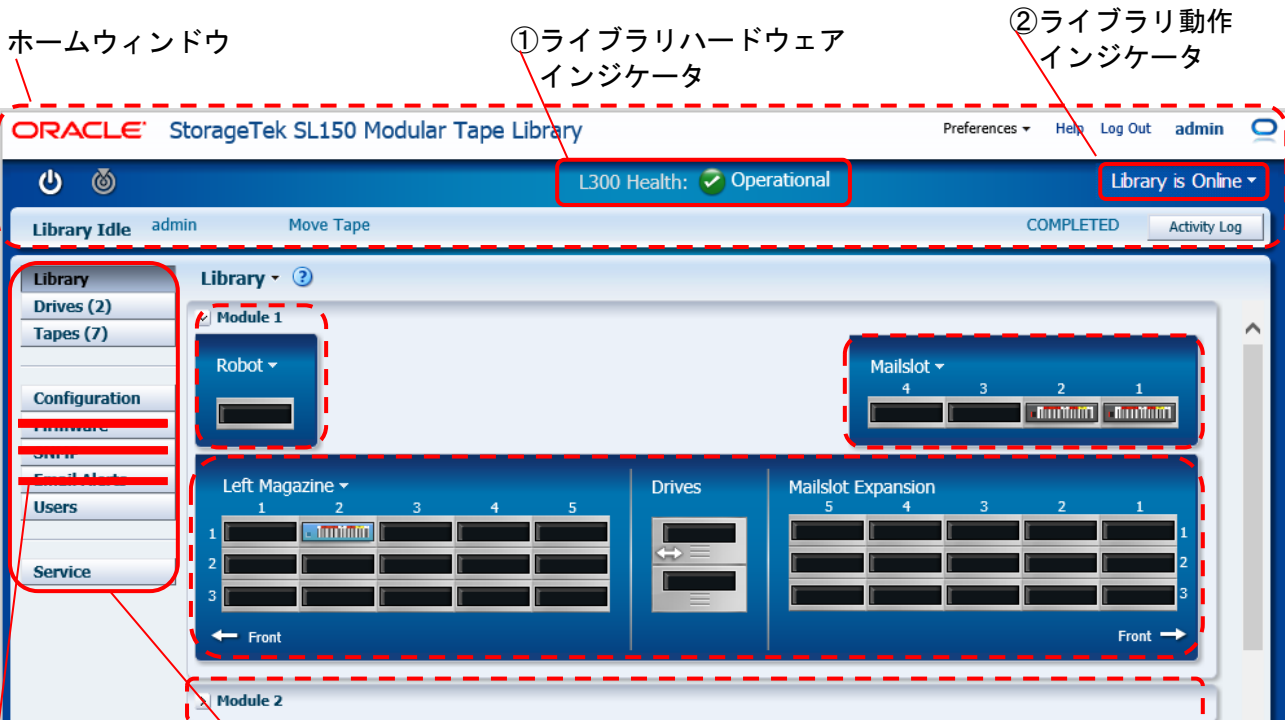 ホームウィンドウ
①ライブラリハードウェア
インジケータ
②ライブラリ動作
インジケータ
ORACLE StorageTek SL150 Modular Tape Library
Preferences Help Log Out admin
L300 Health: Operational
Library is Online
Library Idle admin Move Tape COMPLETED Activity Log
Library
Drives (2)
Tapes (7)
Configuration
Users
Service
Library ?
Module 1
Robot
Mailslot
4 3 2 1
Left Magazine
1 2 3 4 5
1
2
3
Front
Drives
Mailslot Expansion
5 4 3 2 1
1
2
3
Front
Module 2